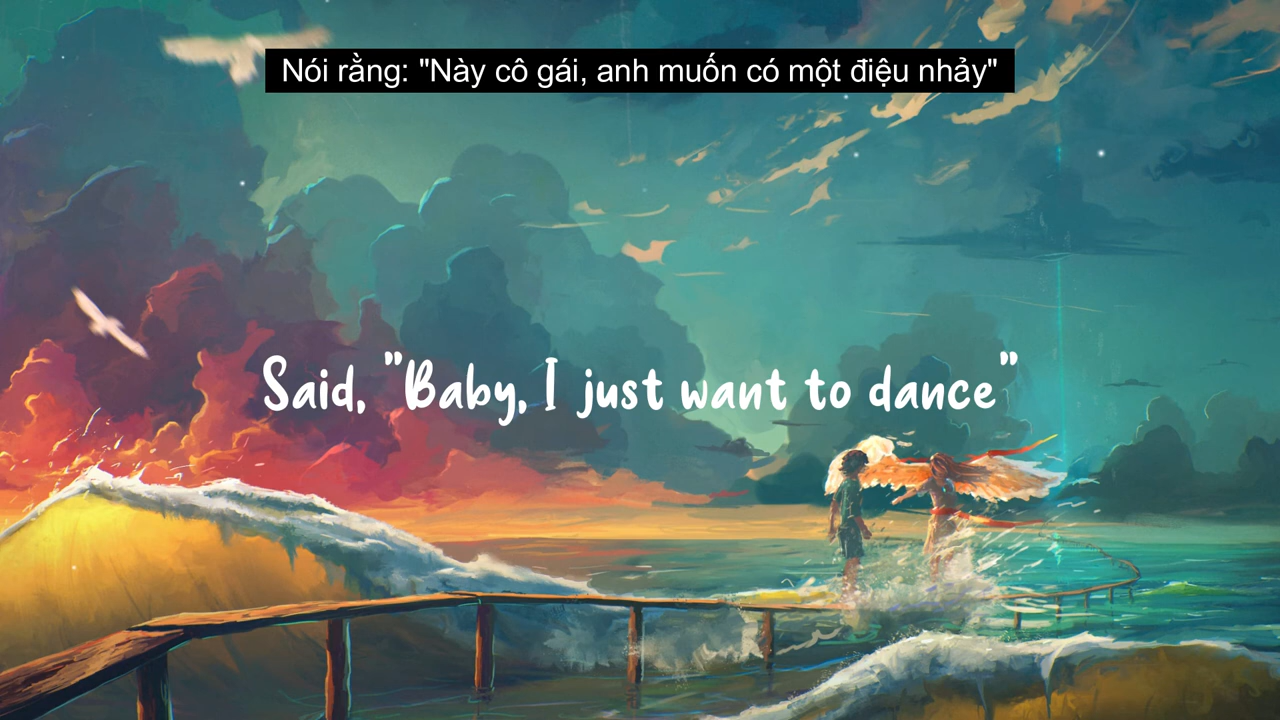 Nói rằng: "Này cô gái, anh muốn có một điệu nhảy"
Said, "Baby, I just want to dance"